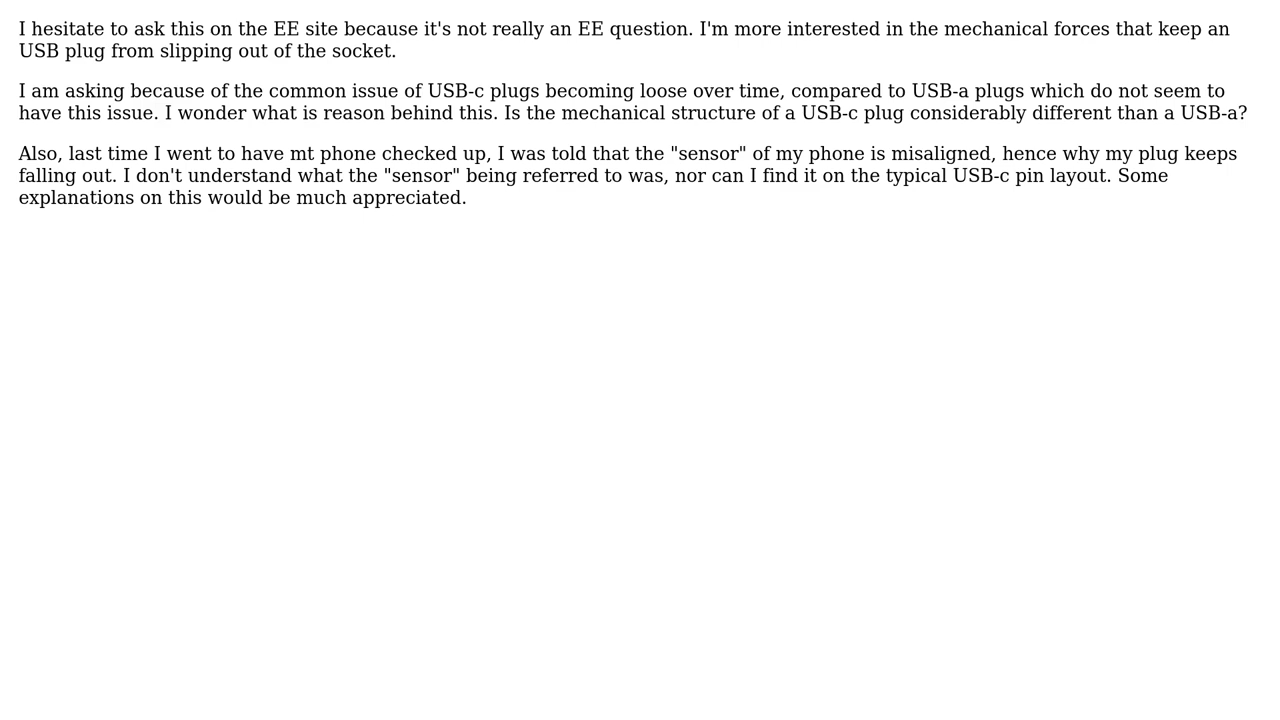 I hesitate to ask this on the EE site because it's not really an EE question. I'm more interested in the mechanical forces that keep an
USB plug from slipping out of the socket.
I am asking because of the common issue of USB-c plugs becoming loose over time, compared to USB-a plugs which do not seem to
have this issue. I wonder what is reason behind this. Is the mechanical structure of a USB-c plug considerably different than a USB-a?
Also, last time I went to have mt phone checked up, I was told that the "sensor" of my phone is misaligned, hence why my plug keeps
falling out. I don't understand what the "sensor" being referred to was, nor can I find it on the typical USB-c pin layout. Some
explanations on this would be much appreciated.